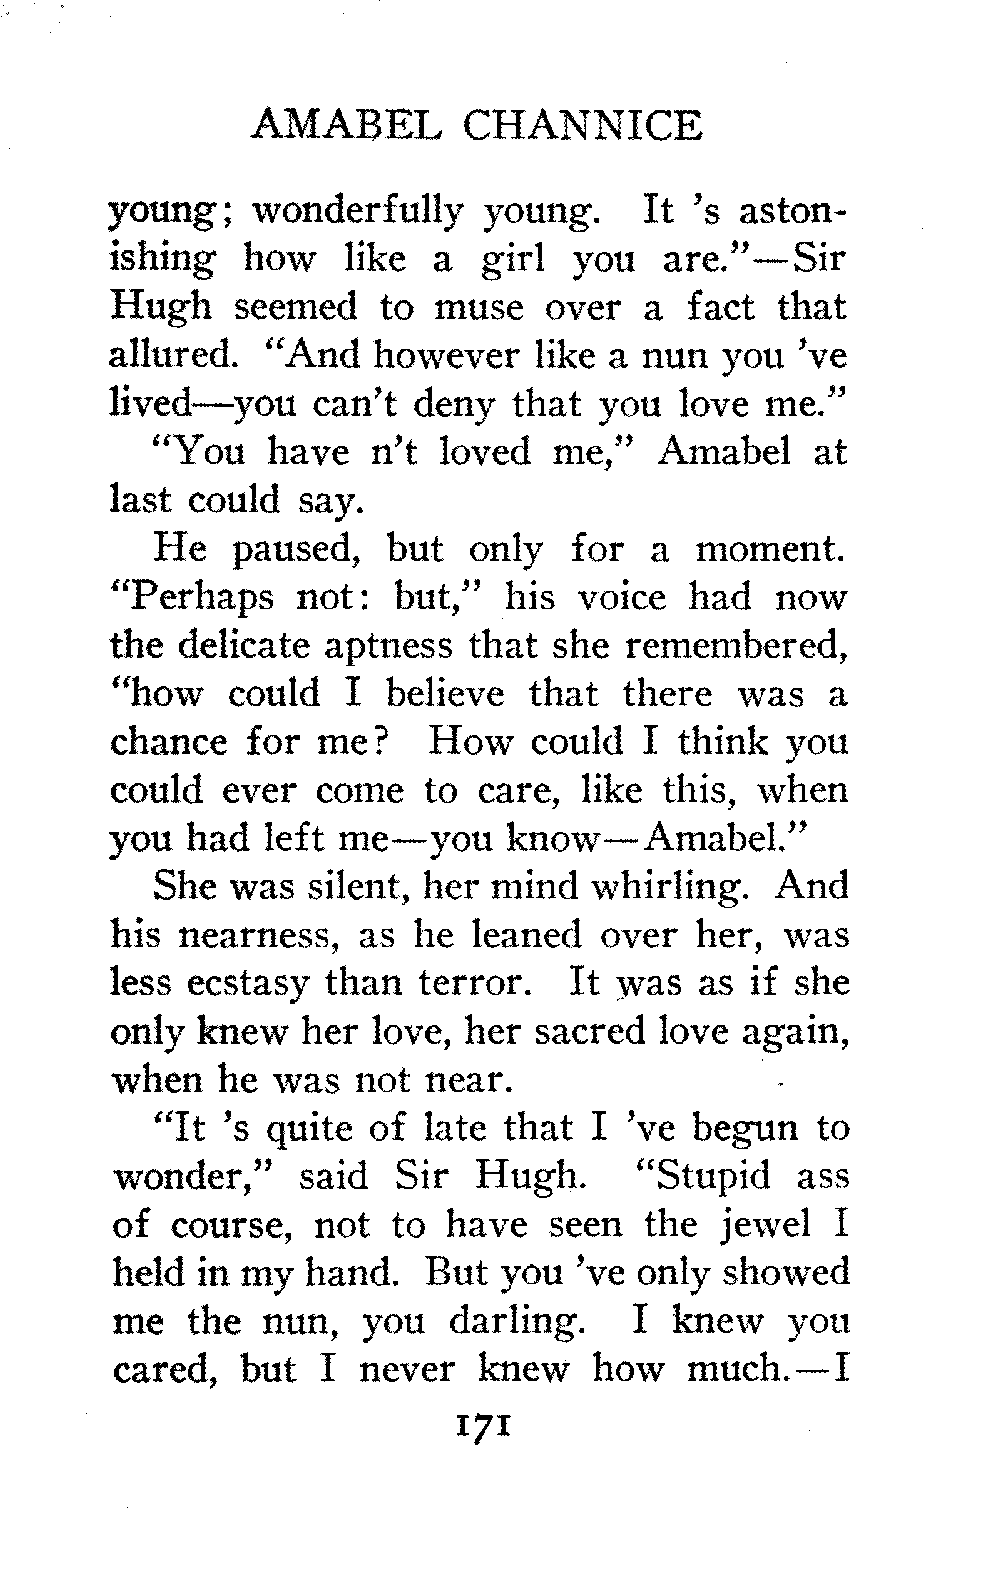 AMABEL CHANNICE
young; wonderfully young. It 's aston-
ishing how like a girl you are."—Sir
Hugh seemed to muse over a fact that
allured. "And however like a nun you 've
lived—you can't deny that you love me."
"You have n't loved me," Amabel at
last could say.
He paused, but only for a moment.
"Perhaps not: but," his voice had now
the delicate aptness that she remembered,
"how could I believe that there was a
chance for me? How could I think you
could ever come to care, like this, when
you had left me—you know—Amabel."
She was silent, her mind whirling. And
his nearness, as he leaned over her, was
less ecstasy than terror. It was as if she
only knew her love, her sacred love again,
when he was not near.
"It 's quite of late that I 've begun to
wonder," said Sir Hugh. "Stupid ass
of course, not to have seen the jewel I
held in my hand. But you 've only showed
me the nun, you darling. I knew you
cared, but I never knew how much.—I
171